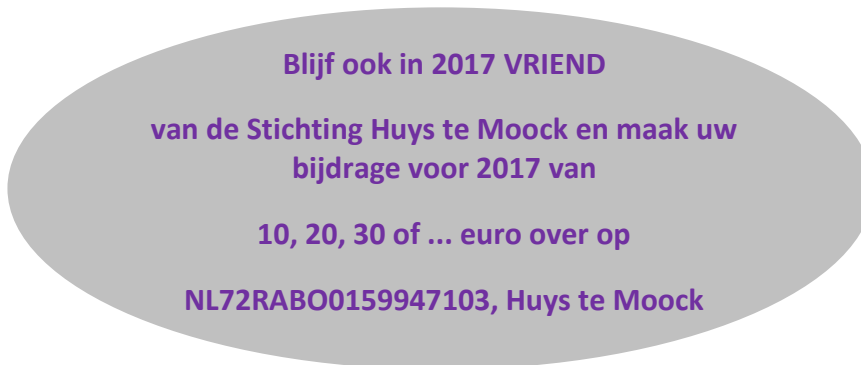 Blijf ook in 2017 VRIEND
van de Stichting Huys te Moock en maak uw
bijdrage voor 2017 van
10, 20, 30 of ... euro over op
NL72RABO0159947103, Huys te Moock